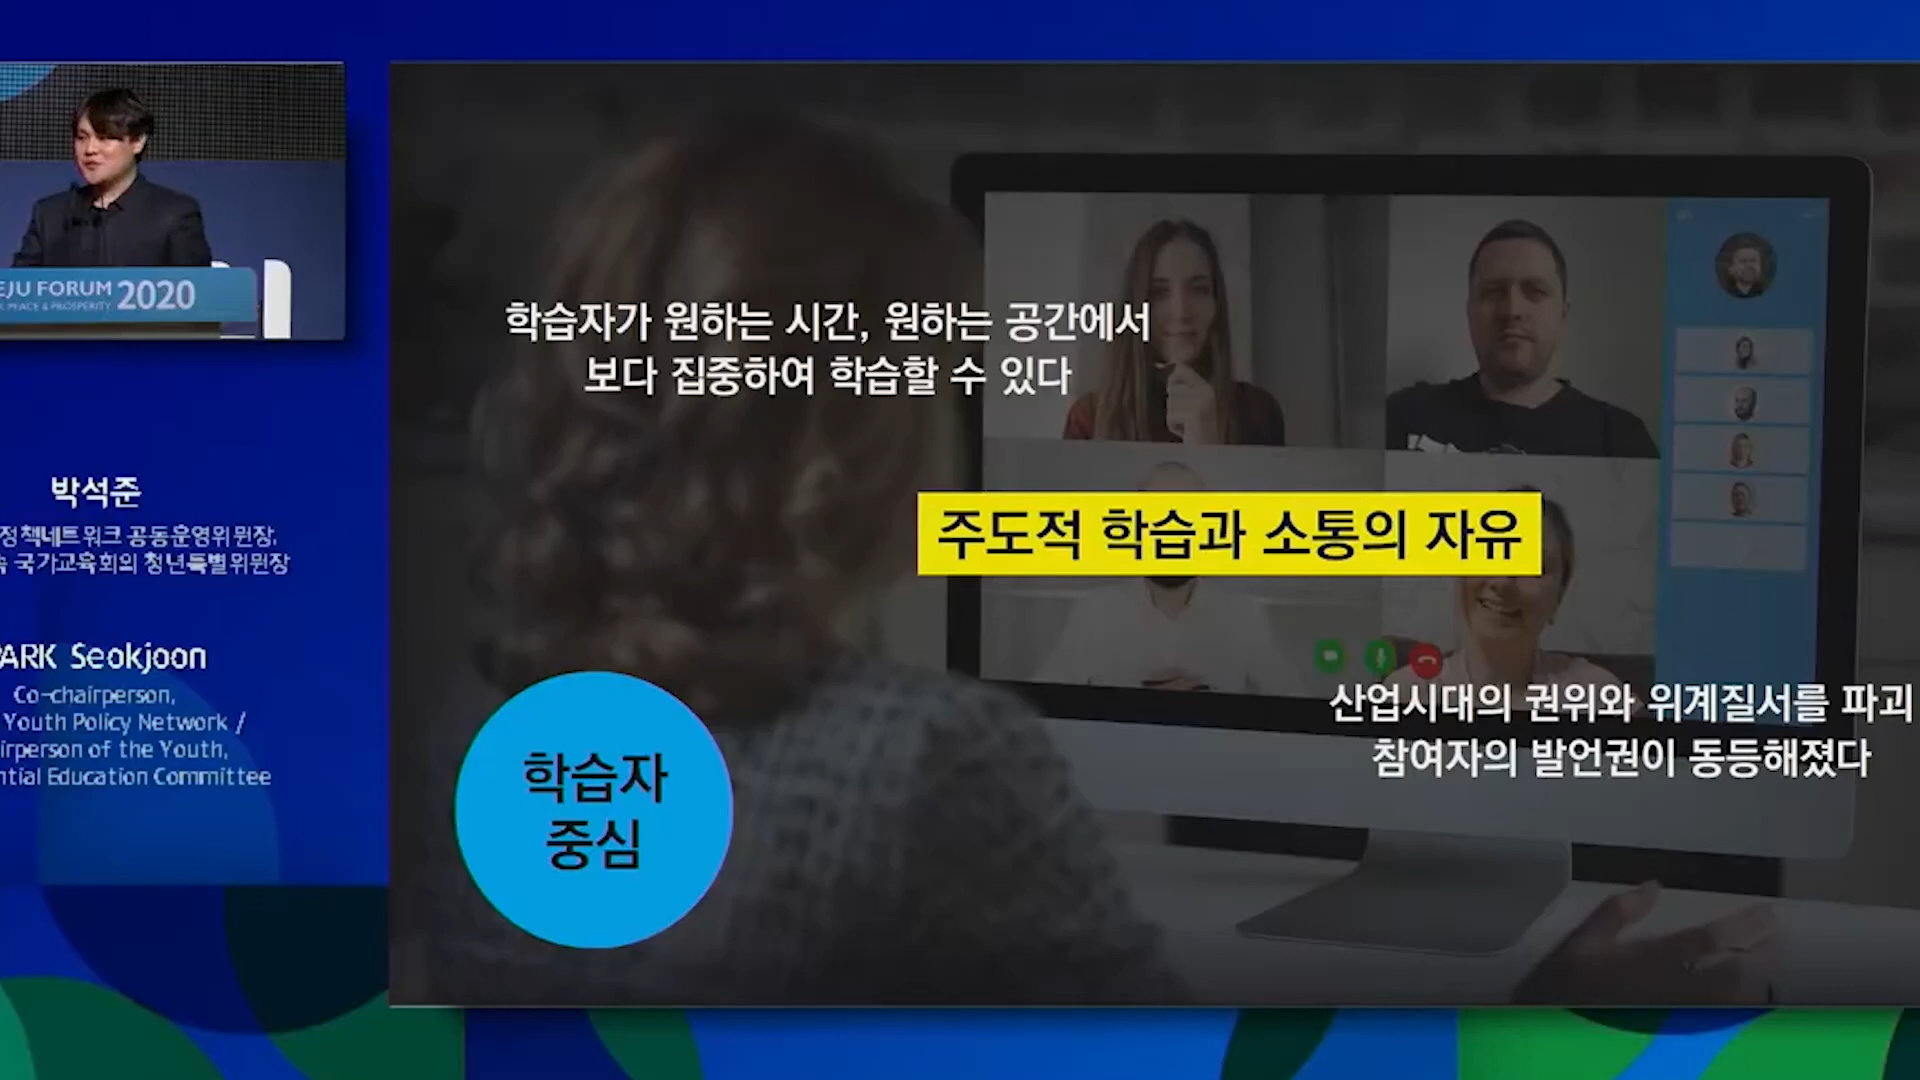 EJU FORUM 2020
PEACE & PROSPERITY
박석준
정책네트워크 공동운영위원장,
속 국가교육회의 청년특별위원장
ARK Seokjoon
Co-chairperson,
Youth Policy Network /
irperson of the Youth,
ntial Education Committee
학습자가 원하는 시간, 원하는 공간에서
보다 집중하여 학습할 수 있다
주도적 학습과 소통의 자유
산업시대의 권위와 위계질서를 파괴
참여자의 발언권이 동등해졌다
학습자
중심